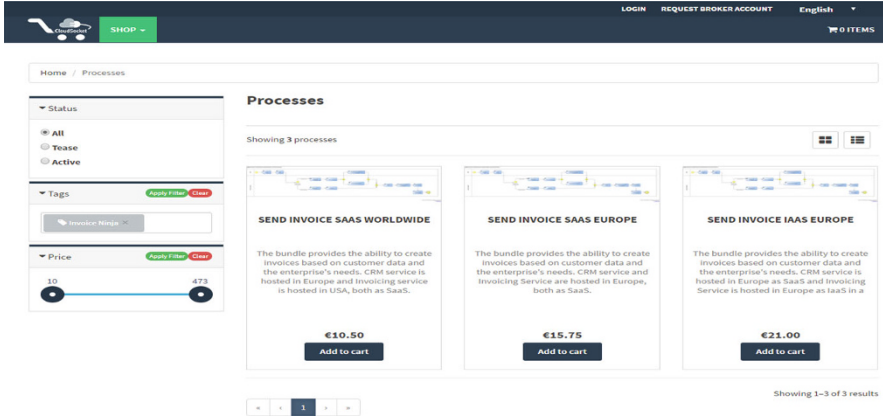 LOGIN REQUEST BROKER ACCOUNT English
CloudSocket
SHOP
0 ITEMS
Home / Processes
Status
All
Tease
Active
Tags Apply Filter Clear
Invoice Ninja ×
Price Apply Filter Clear
10 473
Processes
Showing 3 processes
SEND INVOICE SAAS WORLDWIDE
The bundle provides the ability to create
invoices based on customer data and
the enterprise's needs. CRM service is
hosted in Europe and Invoicing service
is hosted in USA, both as SaaS.
€10.50
Add to cart
SEND INVOICE SAAS EUROPE
The bundle provides the ability to create
invoices based on customer data and
the enterprise's needs. CRM service and
Invoicing Service are hosted in Europe,
both as SaaS.
€15.75
Add to cart
SEND INVOICE IAAS EUROPE
The bundle provides the ability to create
invoices based on customer data and
the enterprise's needs. CRM service is
hosted in Europe as SaaS and Invoicing
Service is hosted in Europe as IaaS in a
€21.00
Add to cart
« ‹ 1 › »
Showing 1–3 of 3 results